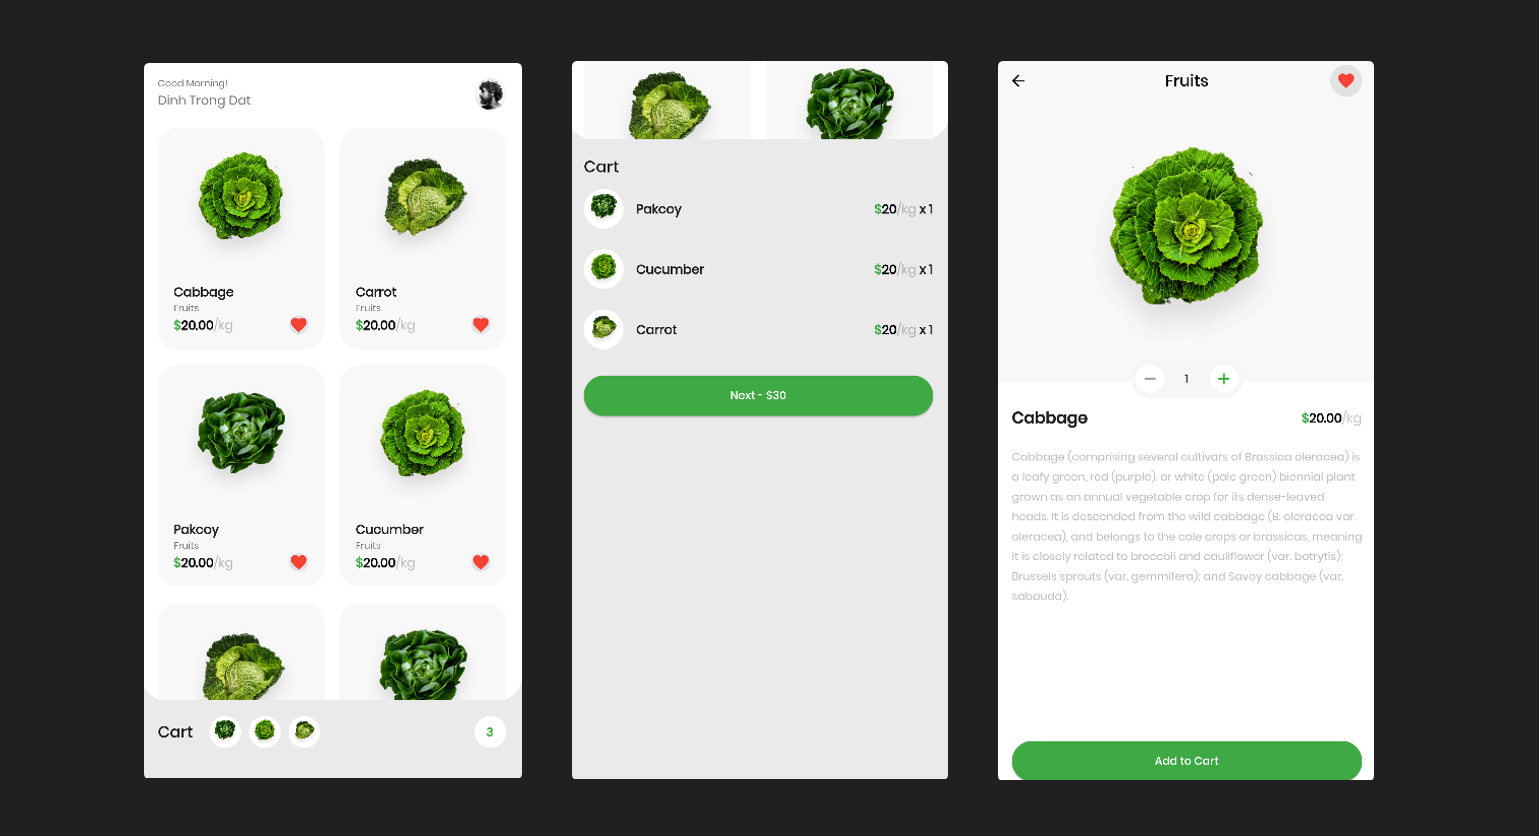 Good Morning!
Dinh Trong Dat
Cabbage
Fruits
$20.00/kg
Carrot
Fruits
$20.00/kg
Pakcoy
Fruits
$20.00/kg
Cucumber
Fruits
$20.00/kg
Cart
3
Cart
Pakcoy
$20/kg x 1
Cucumber
$20/kg x 1
Carrot
$20/kg x 1
Next - $30
Fruits
1
Cabbage
$20.00/kg
Cabbage (comprising several cultivars of Brassica oleracea) is
a leafy green, red (purple), or white (pale green) biennial plant
grown as an annual vegetable crop for its dense-leaved
heads. It is descended from the wild cabbage (B. oleracea var.
oleracea), and belongs to the cole crops or brassicas, meaning
it is closely related to broccoli and cauliflower (var. botrytis);
Brussels sprouts (var. gemmifera); and Savoy cabbage (var.
sabauda).
Add to Cart